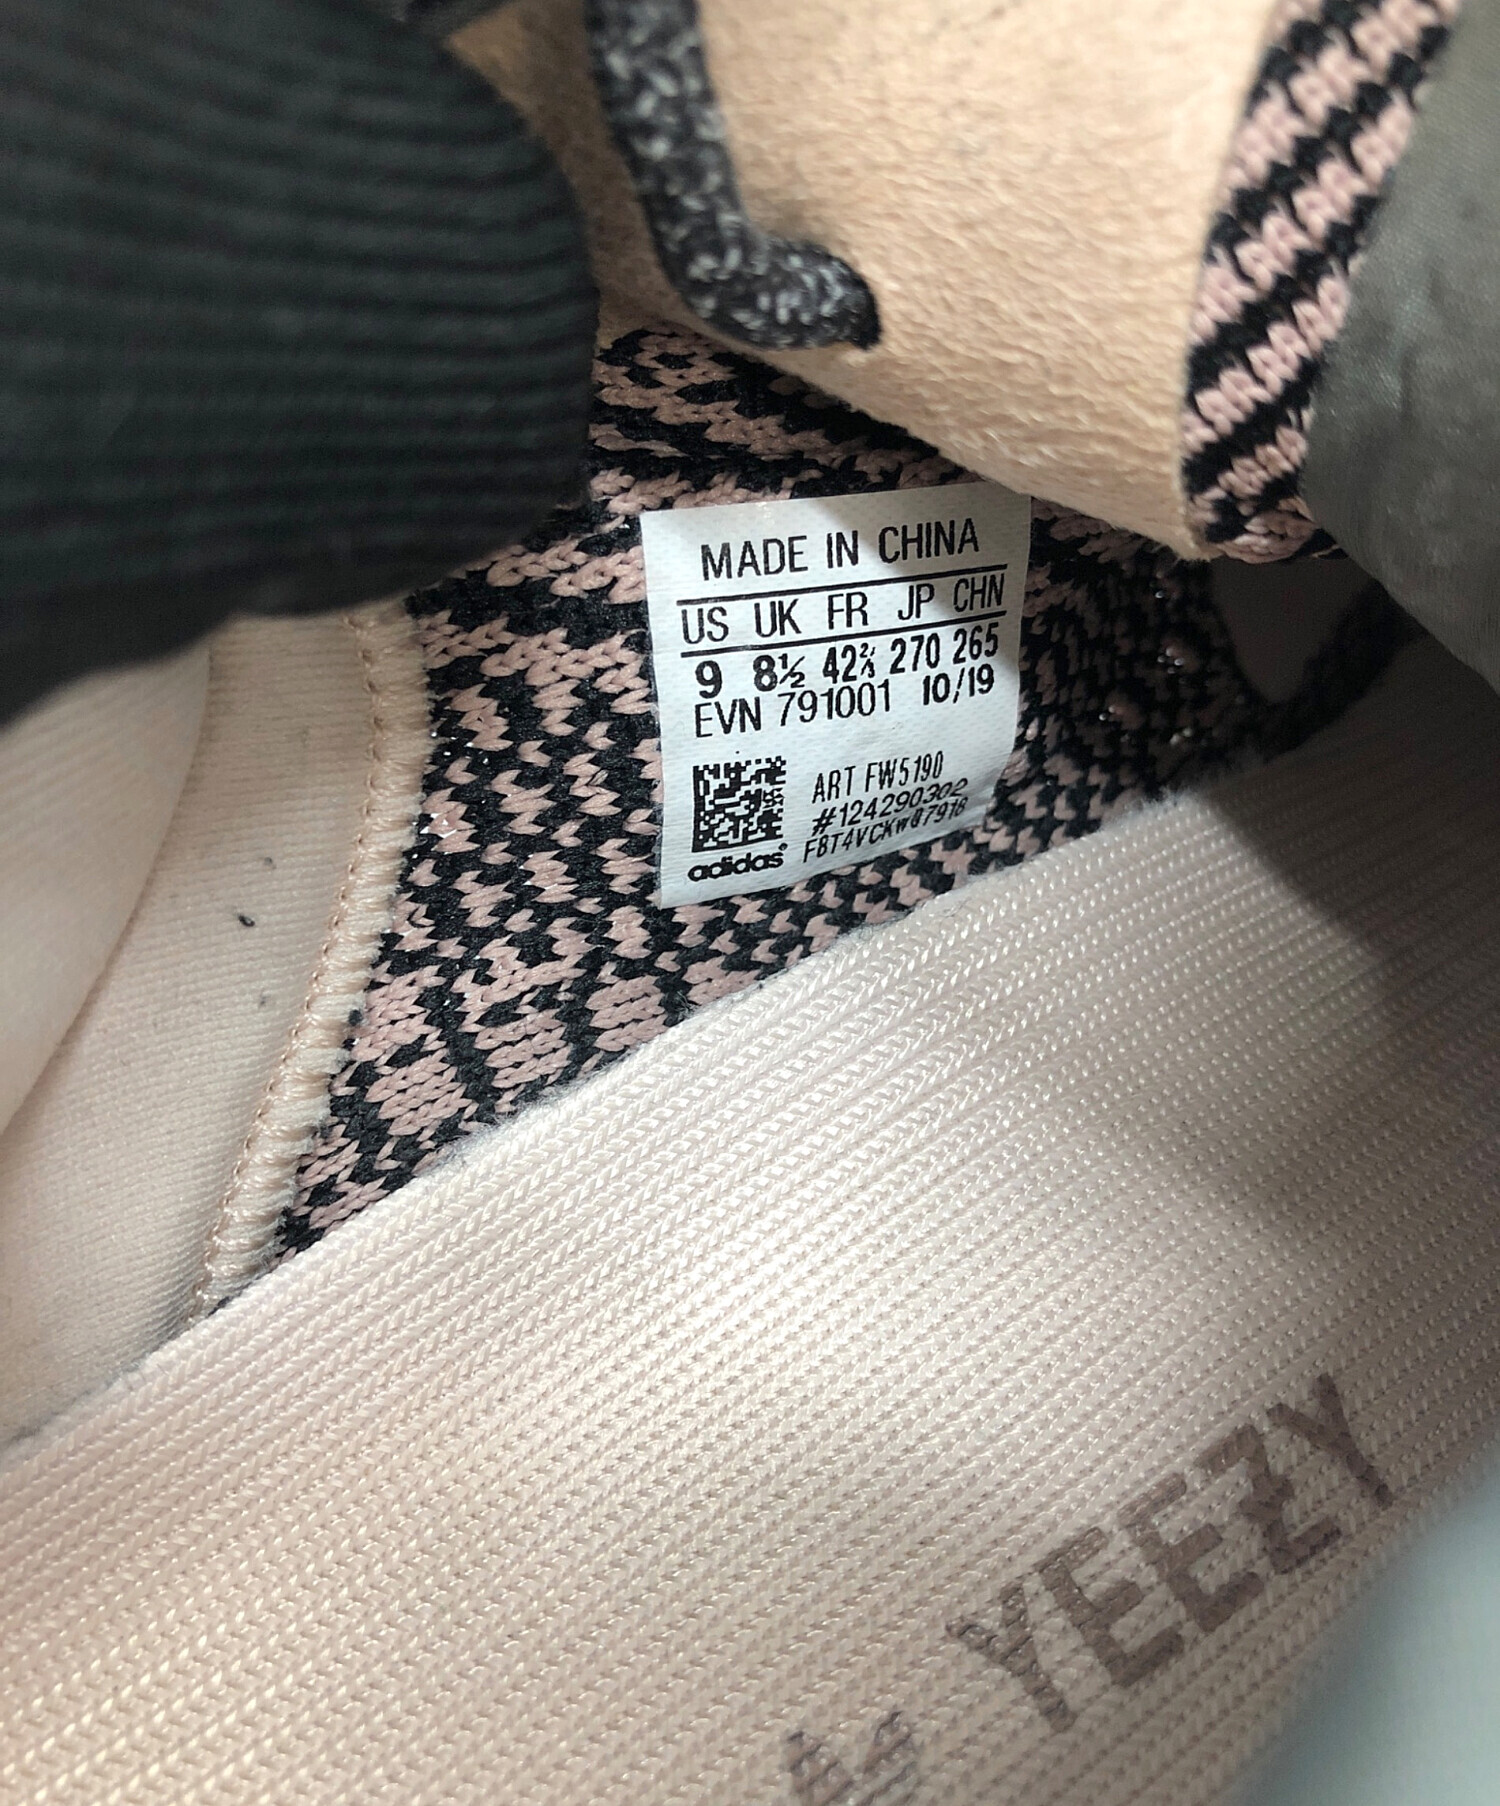 MADE IN CHINA
US UK FR JP CHN
9 8½ 42⅔ 270 265
EVN 791001 10/19
ART FW5190
#124290302
adidas
YEEZY